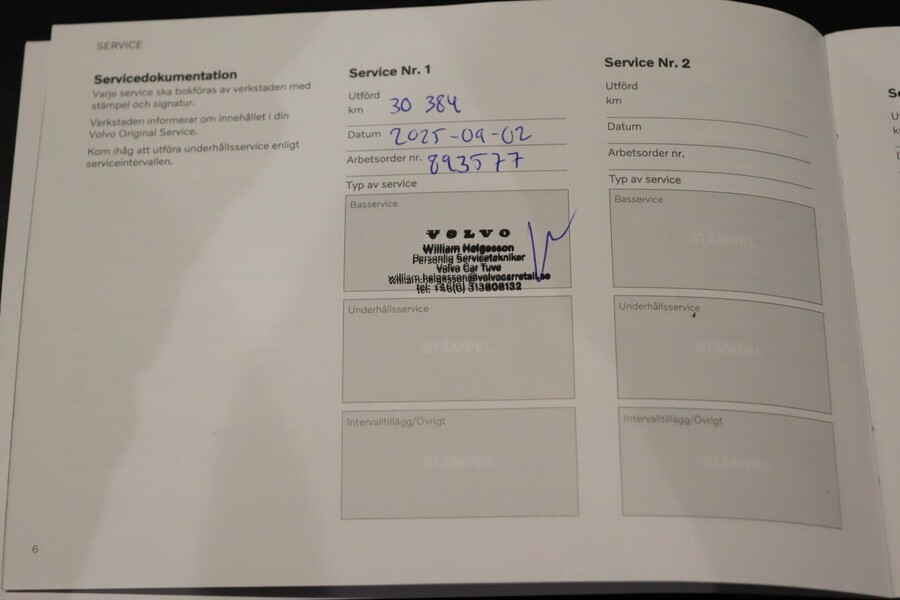 SERVICE
Servicedokumentation
Varje service ska bokföras av verkstaden med
stämpel och signatur.
Verkstaden informerar om innehållet i din
Volvo Original Service.
Kom ihåg att utföra underhållsservice enligt
serviceintervallen.
Service Nr. 1
Utförd
km 30 384
Datum 2025-09-02
Arbetsorder nr. 893577
Typ av service
Basservice
VOLVO
William Helgesson
Personlig Servicetekniker
Volvo Car Tuve
william.helgesson@volvocarretail.se
Underhållsservice
STÄMPEL
Intervalltillägg/Övrigt
STÄMPEL
Service Nr. 2
Utförd
km
Datum
Arbetsorder nr.
Typ av service
Basservice
STÄMPEL
Underhållsservice
STÄMPEL
Intervalltillägg/Övrigt
STÄMPEL
6